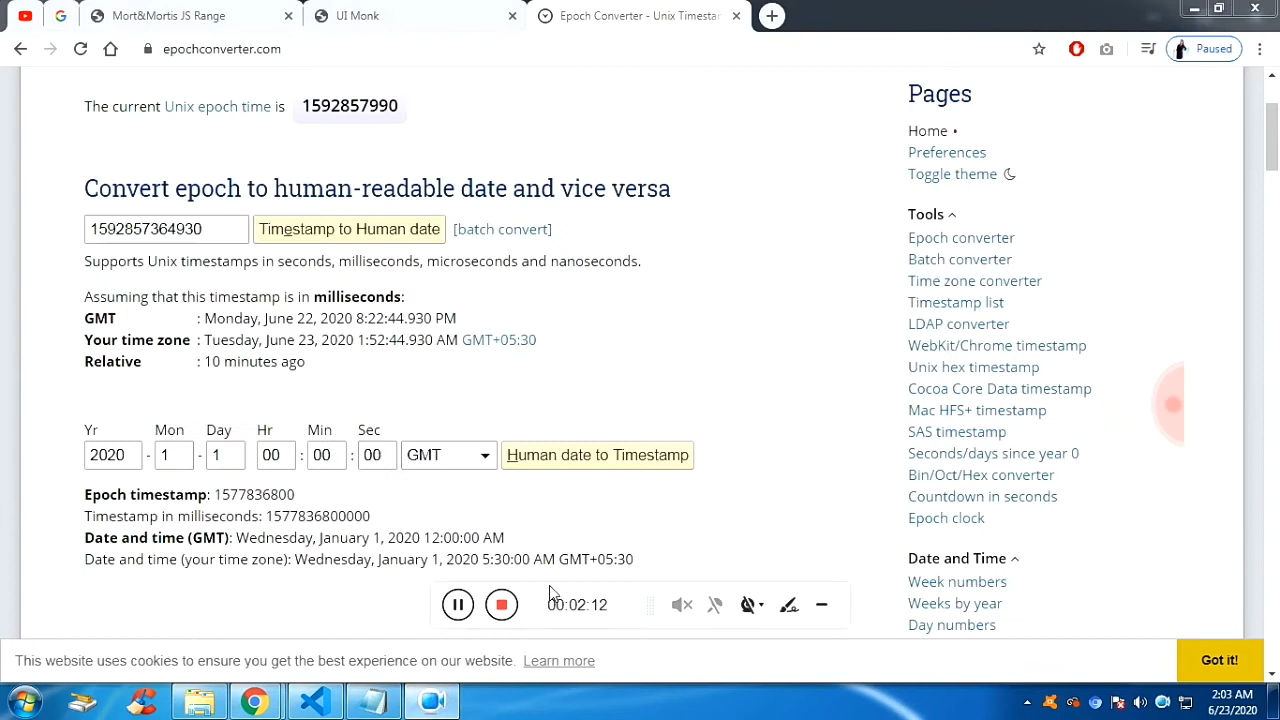 Mort&Mortis JS Range
UI Monk
Epoch Converter - Unix Timestar
epochconverter.com
Paused
The current Unix epoch time is 1592857990
Convert epoch to human-readable date and vice versa
1592857364930 Timestamp to Human date [batch convert]
Supports Unix timestamps in seconds, milliseconds, microseconds and nanoseconds.
Assuming that this timestamp is in milliseconds:
GMT : Monday, June 22, 2020 8:22:44.930 PM
Your time zone : Tuesday, June 23, 2020 1:52:44.930 AM GMT+05:30
Relative : 10 minutes ago
Yr Mon Day Hr Min Sec
2020 - 1 - 1 00 : 00 : 00 GMT Human date to Timestamp
Epoch timestamp: 1577836800
Timestamp in milliseconds: 1577836800000
Date and time (GMT): Wednesday, January 1, 2020 12:00:00 AM
Date and time (your time zone): Wednesday, January 1, 2020 5:30:00 AM GMT+05:30
00:02:12
Pages
Home •
Preferences
Toggle theme
Tools
Epoch converter
Batch converter
Time zone converter
Timestamp list
LDAP converter
WebKit/Chrome timestamp
Unix hex timestamp
Cocoa Core Data timestamp
Mac HFS+ timestamp
SAS timestamp
Seconds/days since year 0
Bin/Oct/Hex converter
Countdown in seconds
Epoch clock
Date and Time
Week numbers
Weeks by year
Day numbers
This website uses cookies to ensure you get the best experience on our website. Learn more
Got it!
2:03 AM
6/23/2020